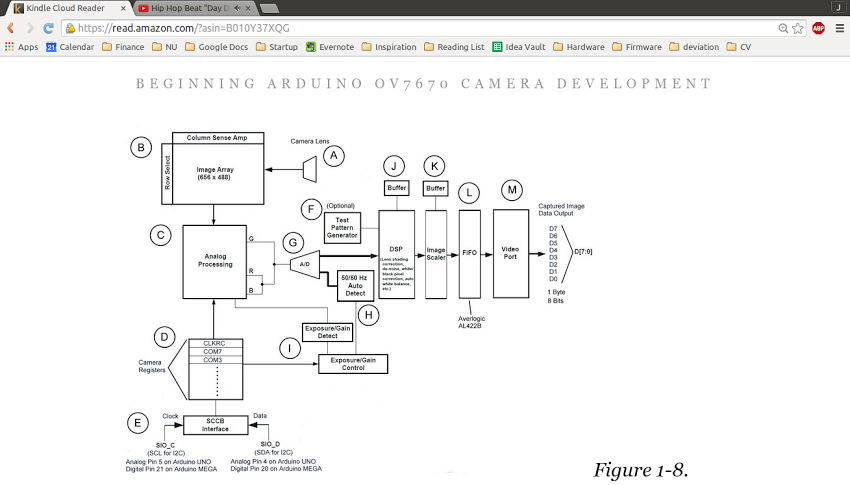 Kindle Cloud Reader
Hip Hop Beat "Day D
J
https://read.amazon.com/?asin=B010Y37XQG
ABP
Apps
21 Calendar
Finance
NU
Google Docs
Startup
Evernote
Inspiration
Reading List
Idea Vault
Hardware
Firmware
deviation
CV
BEGINNING ARDUINO OV7670 CAMERA DEVELOPMENT
Column Sense Amp
B
Row Select
Image Array
(656 x 488)
Camera Lens
A
C
Analog
Processing
G
R
B
G
A/D
F
(Optional)
Test
Pattern
Generator
50/60 Hz
Auto
Detect
H
J
Buffer
DSP
(Lens shading
correction,
de-noise, white/
black pixel
correction, auto
white balance,
etc.)
K
Buffer
Image
Scaler
L
FIFO
Averlogic
AL422B
M
Video
Port
Captured Image
Data Output
D7
D6
D5
D4
D3
D2
D1
D0
D[7:0]
1 Byte
8 Bits
D
CLKRC
COM7
COM3
Camera
Registers
Exposure/Gain
Detect
I
Exposure/Gain
Control
E
Clock
SCCB
Interface
Data
SIO_C
(SCL for I2C)
Analog Pin 5 on Arduino UNO
Digital Pin 21 on Arduino MEGA
SIO_D
(SDA for I2C)
Analog Pin 4 on Arduino UNO
Digital Pin 20 on Arduino MEGA
Figure 1-8.